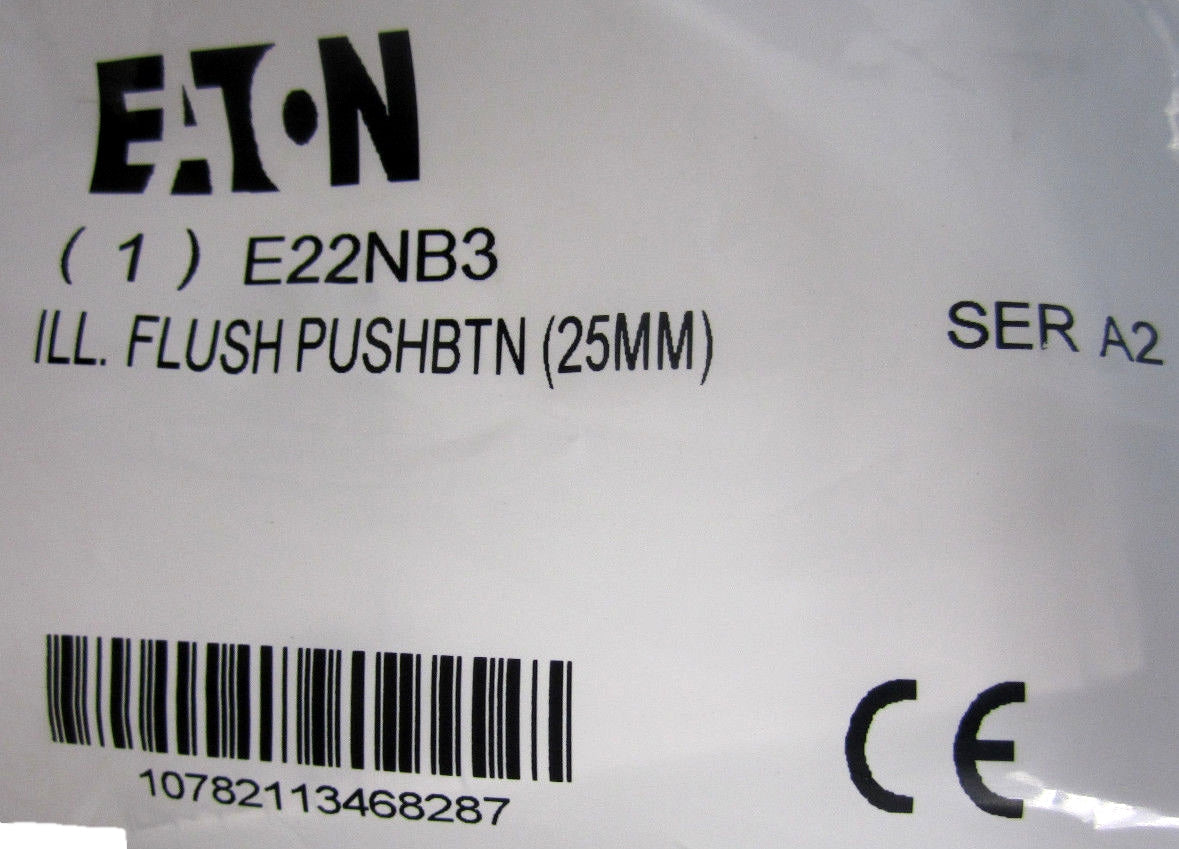 EATON
( 1 ) E22NB3
ILL. FLUSH PUSHBTN (25MM)
SER A2
10782113468287
CE